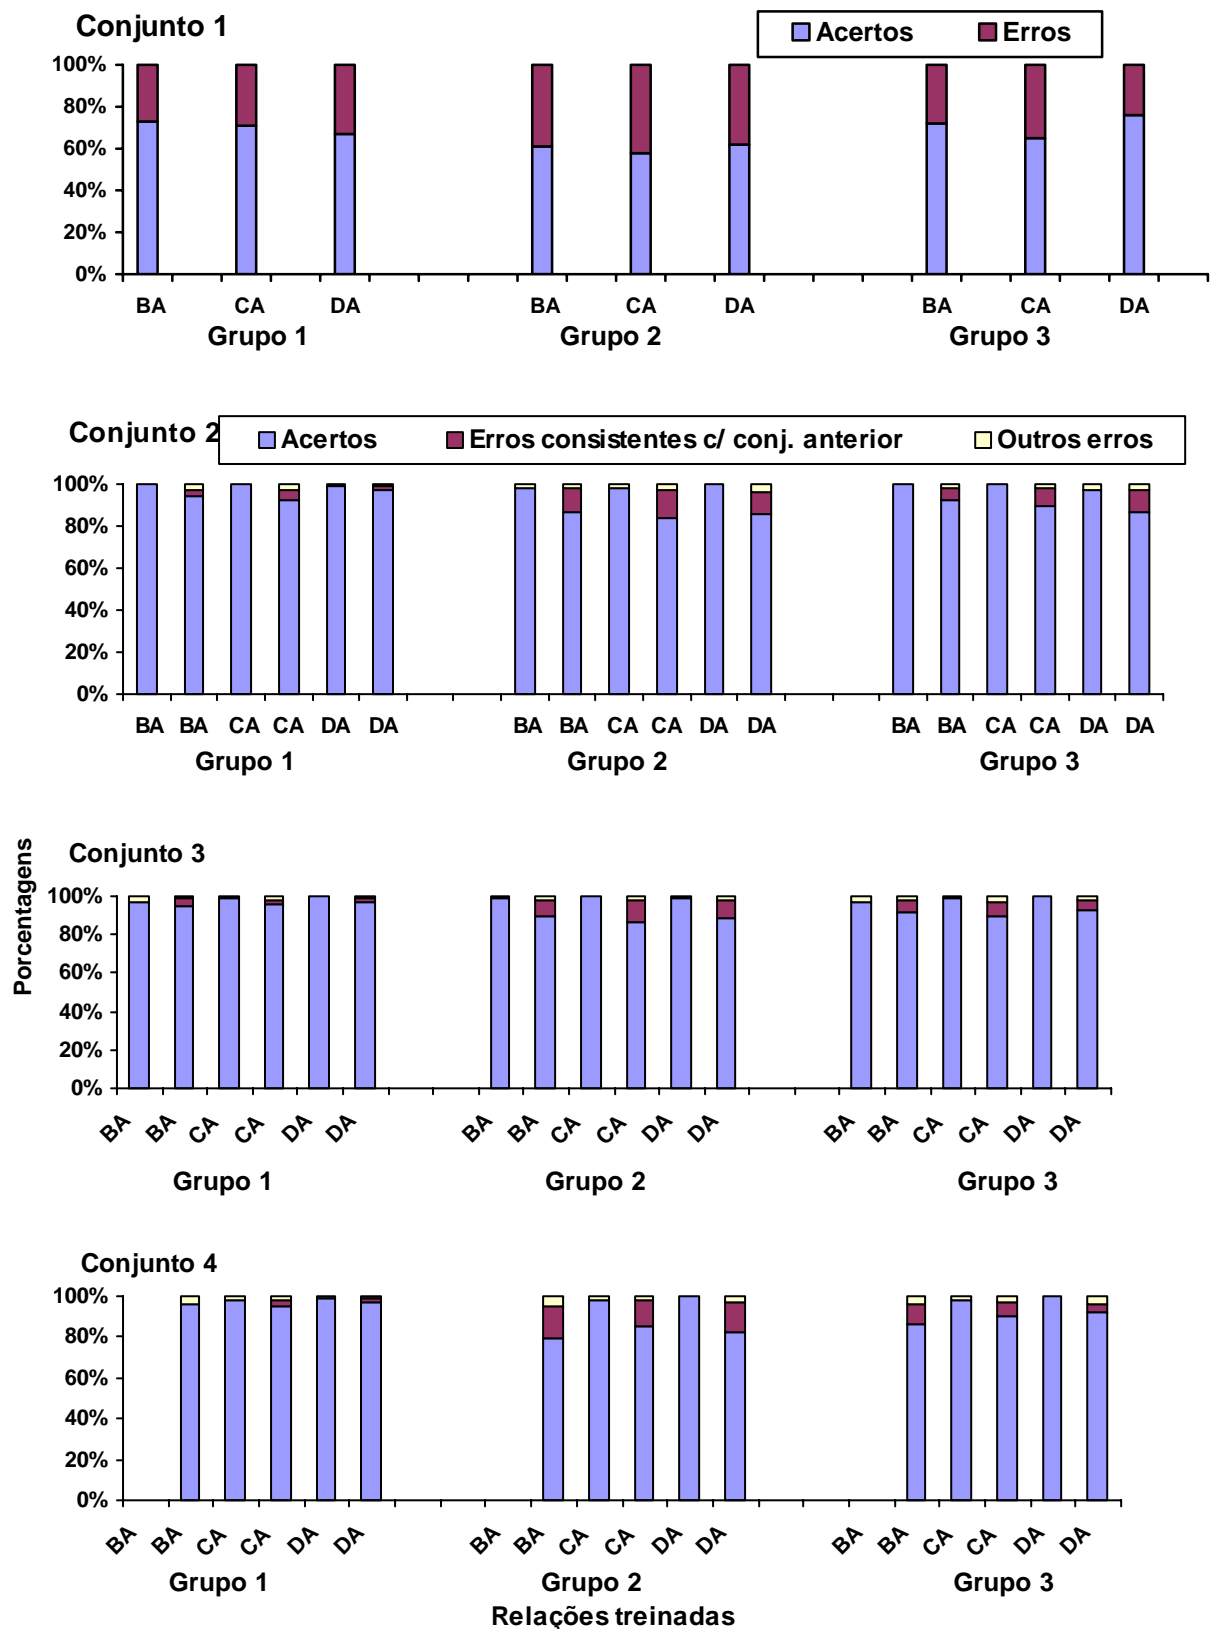 Conjunto 1
Acertos Erros
100%
80%
60%
40%
20%
0%
BA CA DA BA CA DA BA CA DA
Grupo 1 Grupo 2 Grupo 3
Conjunto 2
Acertos Erros consistentes c/ conj. anterior Outros erros
100%
80%
60%
40%
20%
0%
BA BA CA CA DA DA BA BA CA CA DA DA BA BA CA CA DA DA
Grupo 1 Grupo 2 Grupo 3
Porcentagens
Conjunto 3
100%
80%
60%
40%
20%
0%
BA BA CA CA DA DA BA BA CA CA DA DA BA BA CA CA DA DA
Grupo 1 Grupo 2 Grupo 3
Conjunto 4
100%
80%
60%
40%
20%
0%
BA BA CA CA DA DA BA BA CA CA DA DA BA BA CA CA DA DA
Grupo 1 Grupo 2 Grupo 3
Relações treinadas